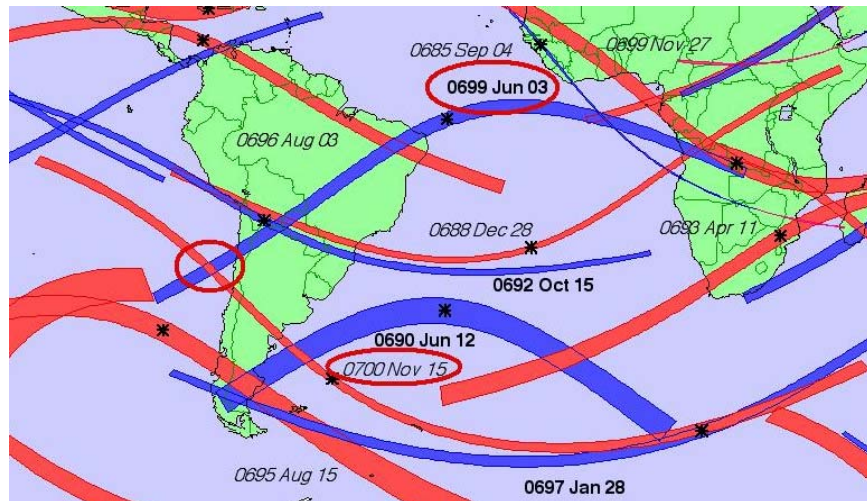 0685 Sep 04
0699 Nov 27
0699 Jun 03
0696 Aug 03
0688 Dec 28
0693 Apr 11
0692 Oct 15
0690 Jun 12
0700 Nov 15
0695 Aug 15
0697 Jan 28